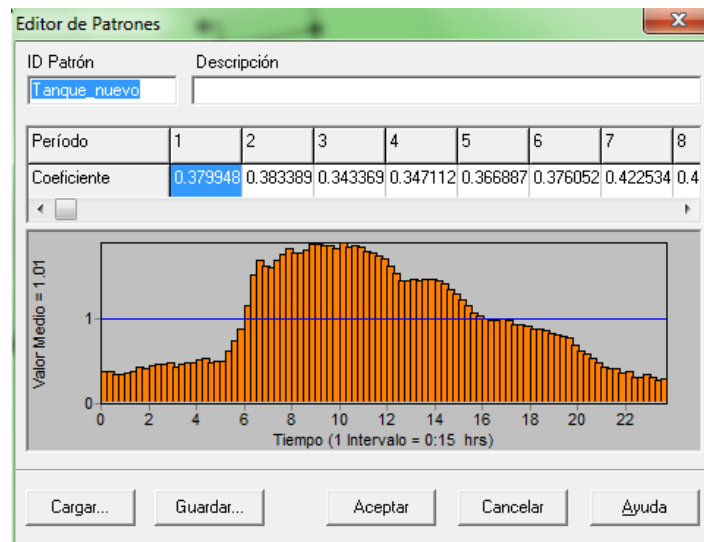 Editor de Patrones
ID Patrón Descripción
Tanque_nuevo
Período 1 2 3 4 5 6 7 8
Coeficiente 0.379948 0.383389 0.343369 0.347112 0.366887 0.376052 0.422534 0.4
Valor Medio = 1.01
1
0
0 2 4 6 8 10 12 14 16 18 20 22
Tiempo (1 Intervalo = 0:15 hrs)
Cargar... Guardar... Aceptar Cancelar Ayuda